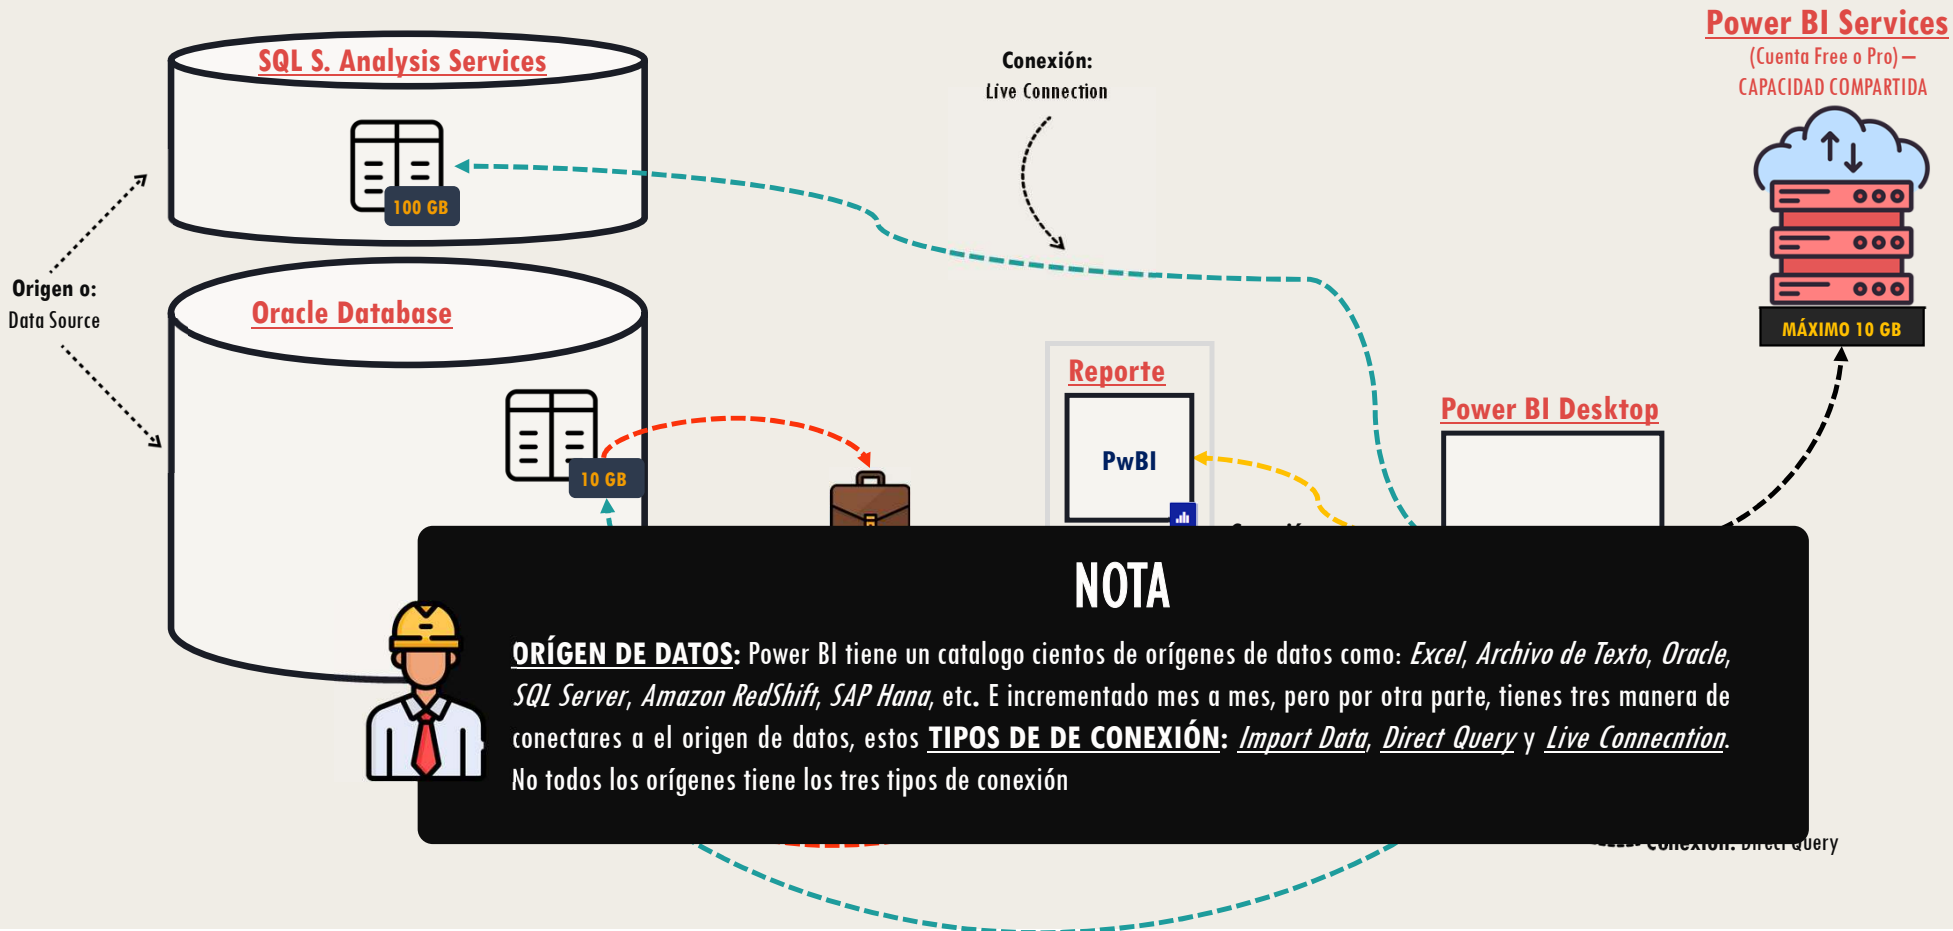 SQL S. Analysis Services
100 GB
Conexión:
Live Connection
Power BI Services
(Cuenta Free o Pro) –
CAPACIDAD COMPARTIDA
MÁXIMO 10 GB
Origen o:
Data Source
Oracle Database
10 GB
Reporte
PwBI
Power BI Desktop
NOTA
ORÍGEN DE DATOS: Power BI tiene un catalogo cientos de orígenes de datos como: Excel, Archivo de Texto, Oracle,
SQL Server, Amazon RedShift, SAP Hana, etc. E incrementado mes a mes, pero por otra parte, tienes tres manera de
conectares a el origen de datos, estos TIPOS DE DE CONEXIÓN: Import Data, Direct Query y Live Connecntion.
No todos los orígenes tiene los tres tipos de conexión
Conexión: Direct Query